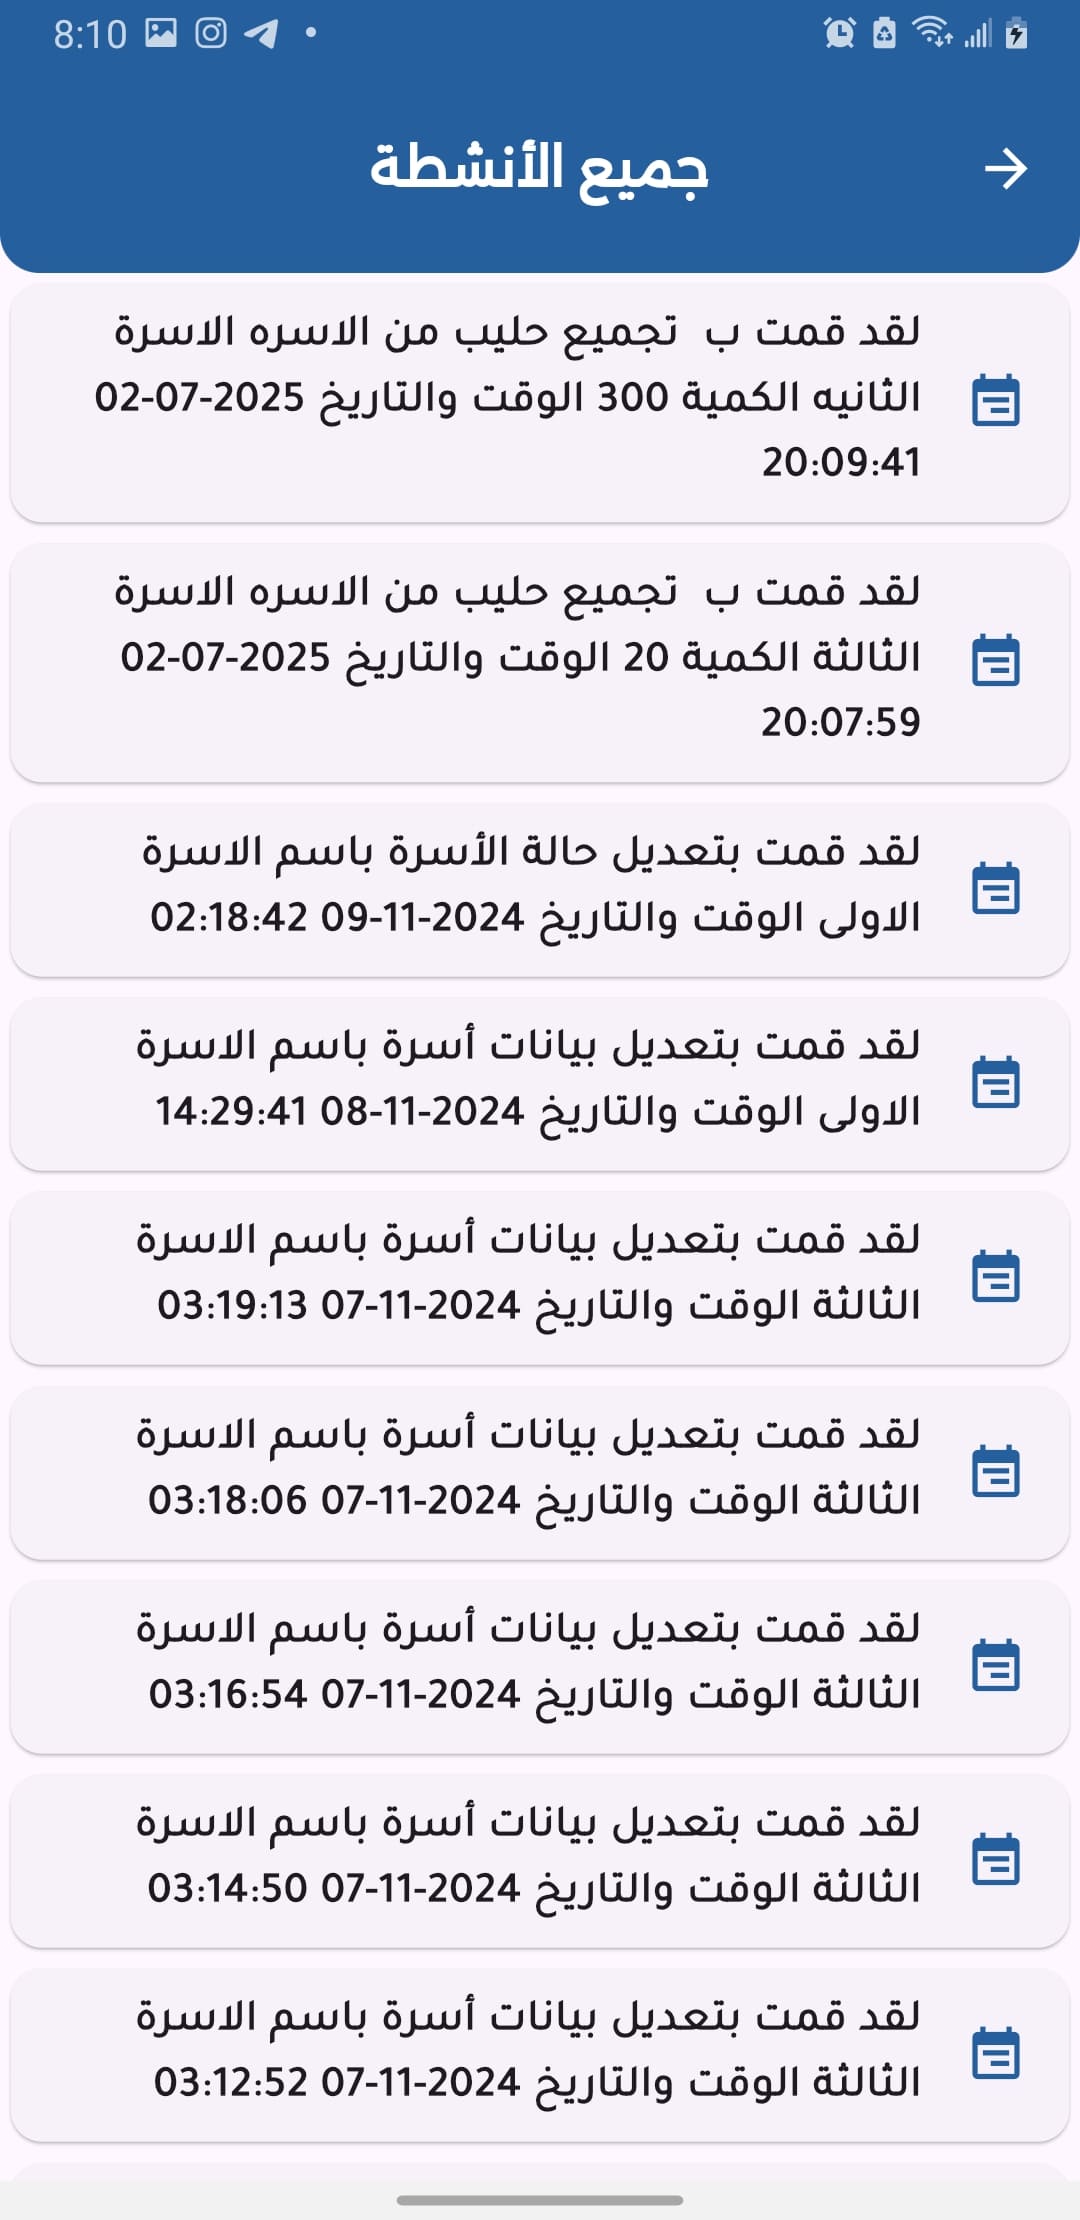 8:10
جميع الأنشطة
لقد قمت ب تجميع حليب من الاسره الاسرة
الثانيه الكمية 300 الوقت والتاريخ 2025-07-02
20:09:41
لقد قمت ب تجميع حليب من الاسره الاسرة
الثالثة الكمية 20 الوقت والتاريخ 2025-07-02
20:07:59
لقد قمت بتعديل حالة الأسرة باسم الاسرة
الاولى الوقت والتاريخ 2024-11-09 02:18:42
لقد قمت بتعديل بيانات أسرة باسم الاسرة
الاولى الوقت والتاريخ 2024-11-08 14:29:41
لقد قمت بتعديل بيانات أسرة باسم الاسرة
الثالثة الوقت والتاريخ 2024-11-07 03:19:13
لقد قمت بتعديل بيانات أسرة باسم الاسرة
الثالثة الوقت والتاريخ 2024-11-07 03:18:06
لقد قمت بتعديل بيانات أسرة باسم الاسرة
الثالثة الوقت والتاريخ 2024-11-07 03:16:54
لقد قمت بتعديل بيانات أسرة باسم الاسرة
الثالثة الوقت والتاريخ 2024-11-07 03:14:50
لقد قمت بتعديل بيانات أسرة باسم الاسرة
الثالثة الوقت والتاريخ 2024-11-07 03:12:52